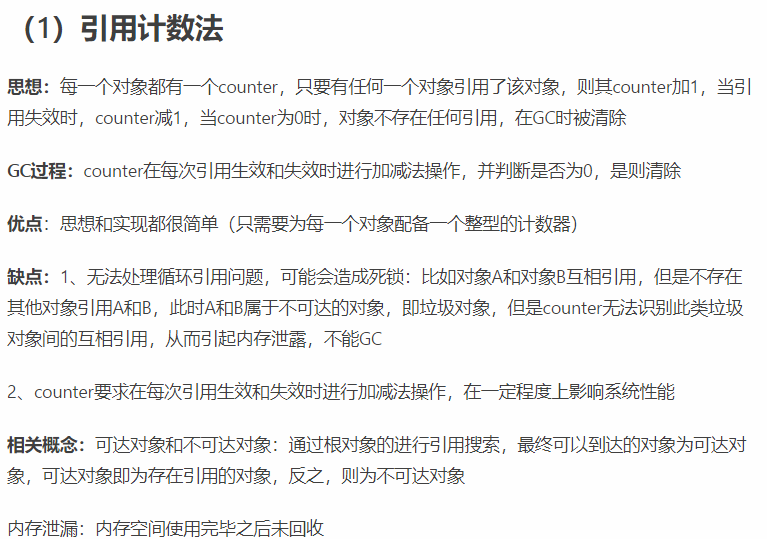 （1）引用计数法
思想：每一个对象都有一个counter，只要有任何一个对象引用了该对象，则其counter加1，当引
用失效时，counter减1，当counter为0时，对象不存在任何引用，在GC时被清除
GC过程：counter在每次引用生效和失效时进行加减法操作，并判断是否为0，是则清除
优点：思想和实现都很简单（只需要为每一个对象配备一个整型的计数器）
缺点：1、无法处理循环引用问题，可能会造成死锁：比如对象A和对象B互相引用，但是不存在
其他对象引用A和B，此时A和B属于不可达的对象，即垃圾对象，但是counter无法识别此类垃圾
对象间的互相引用，从而引起内存泄露，不能GC
2、counter要求在每次引用生效和失效时进行加减法操作，在一定程度上影响系统性能
相关概念：可达对象和不可达对象：通过根对象的进行引用搜索，最终可以到达的对象为可达对
象，可达对象即为存在引用的对象，反之，则为不可达对象
内存泄漏：内存空间使用完毕之后未回收